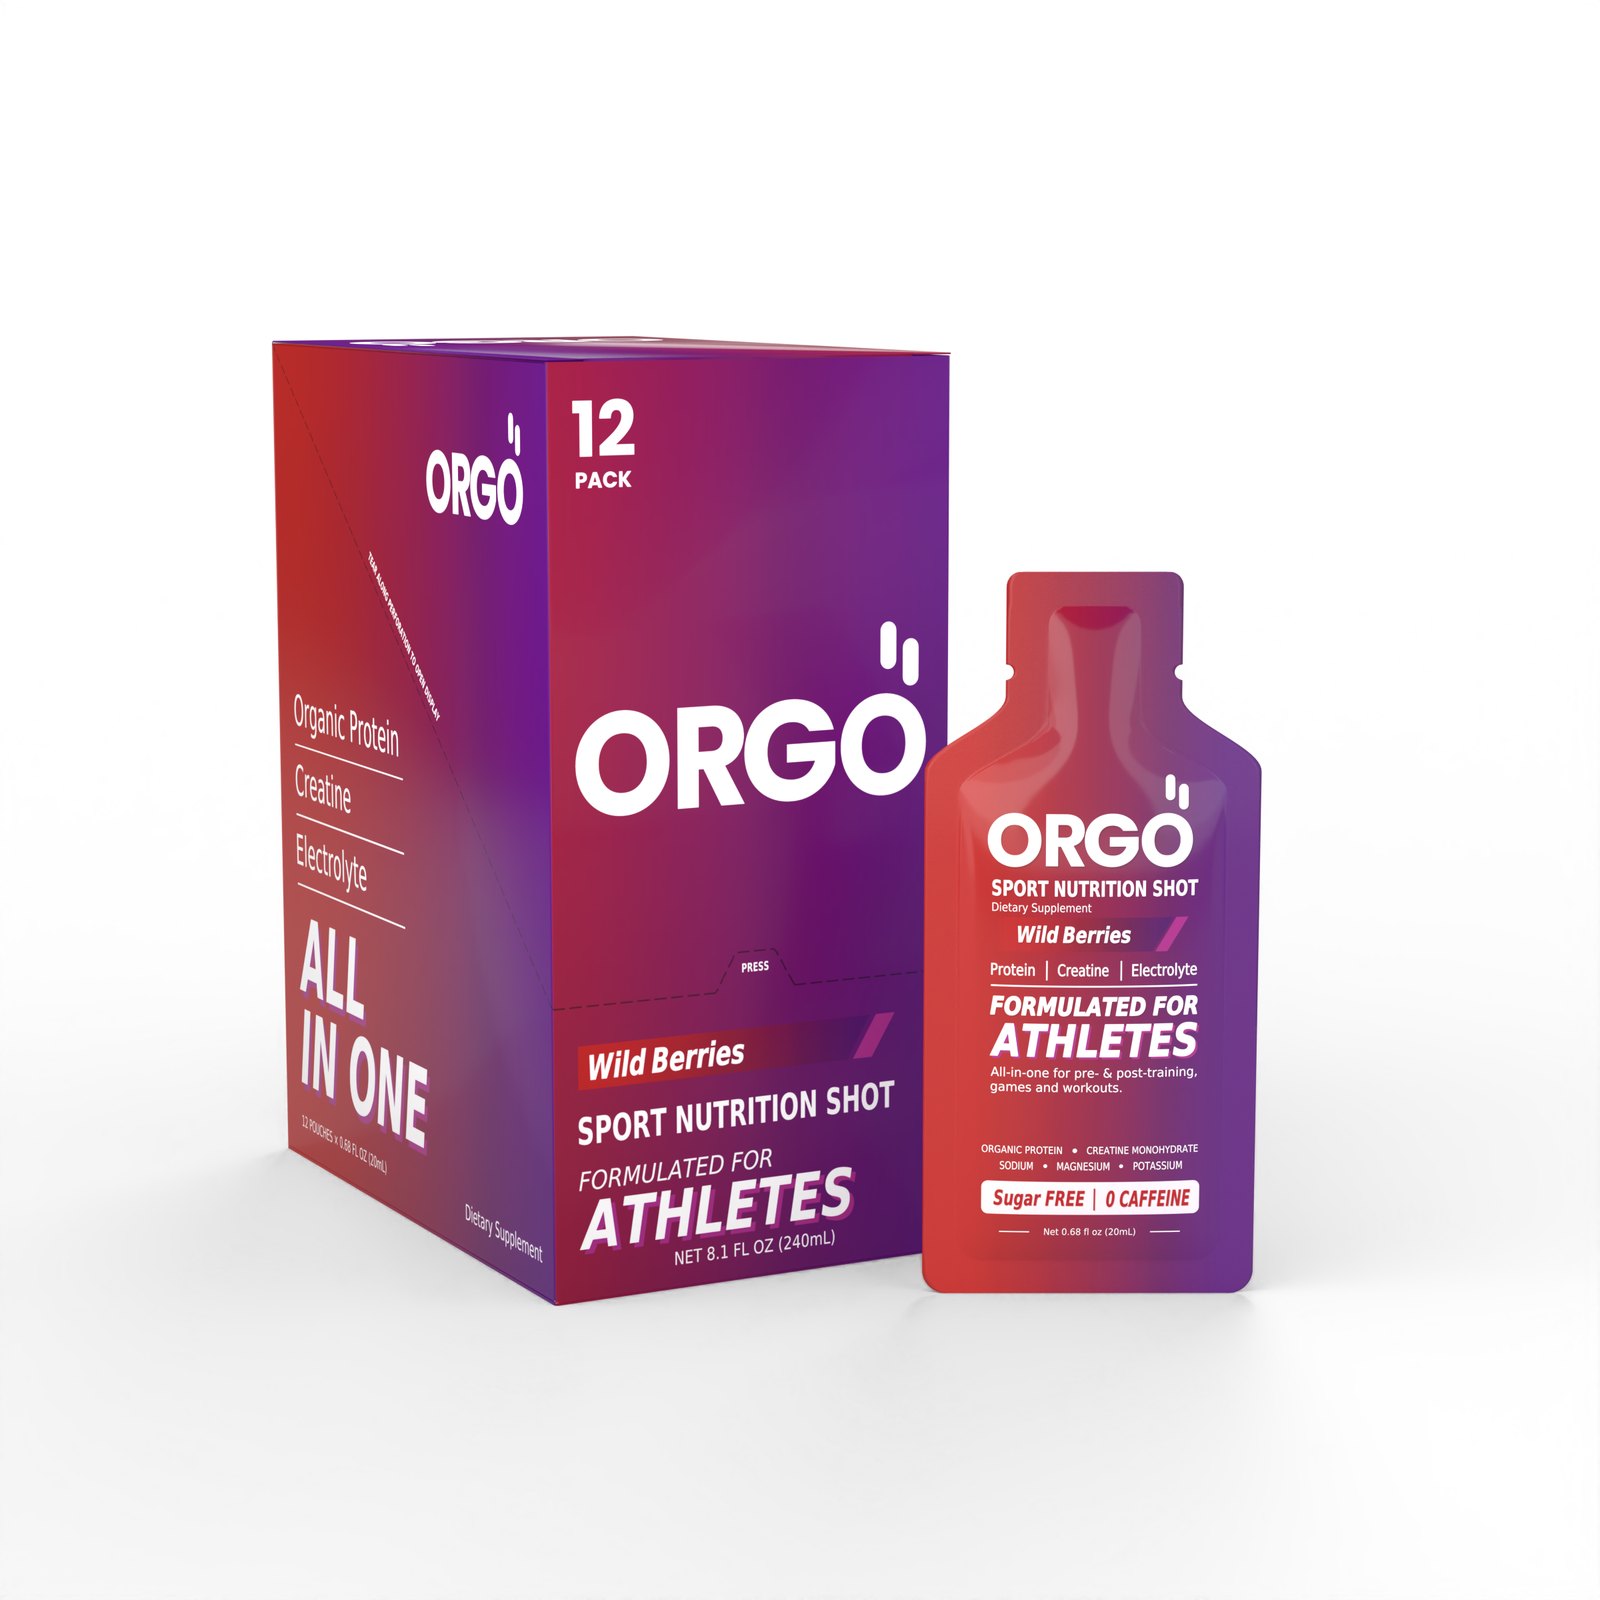 ORGO
TEAR ALONG PERFORATION TO OPEN DISPLAY
Organic Protein
Creatine
Electrolyte
ALL
IN ONE
12 POUCHES x 0.68 FL OZ (20mL)
Dietary Supplement
12
PACK
ORGO
PRESS
Wild Berries
SPORT NUTRITION SHOT
FORMULATED FOR
ATHLETES
NET 8.1 FL OZ (240mL)
ORGO
SPORT NUTRITION SHOT
Dietary Supplement
Wild Berries
Protein | Creatine | Electrolyte
FORMULATED FOR
ATHLETES
All-in-one for pre- & post-training,
games and workouts.
ORGANIC PROTEIN • CREATINE MONOHYDRATE
SODIUM • MAGNESIUM • POTASSIUM
Sugar FREE | 0 CAFFEINE
Net 0.68 fl oz (20mL)